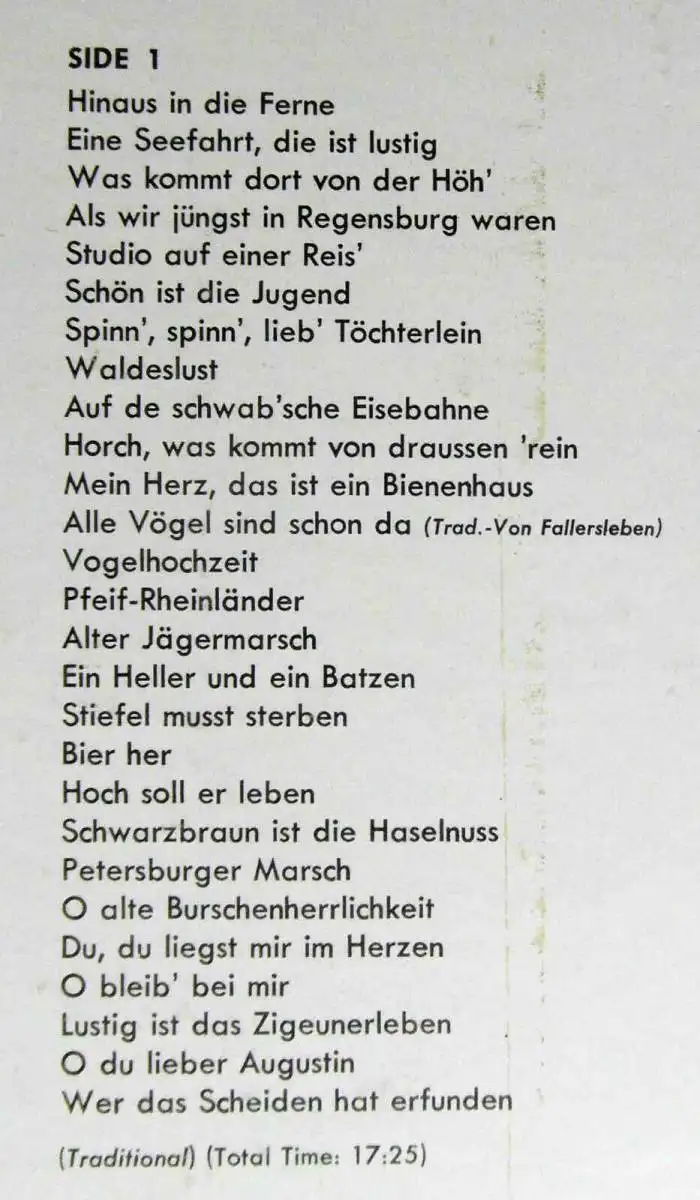 SIDE 1
Hinaus in die Ferne
Eine Seefahrt, die ist lustig
Was kommt dort von der Höh'
Als wir jüngst in Regensburg waren
Studio auf einer Reis'
Schön ist die Jugend
Spinn', spinn', lieb' Töchterlein
Waldeslust
Auf de schwab'sche Eisebahne
Horch, was kommt von draussen 'rein
Mein Herz, das ist ein Bienenhaus
Alle Vögel sind schon da (Trad.-Von Fallersleben)
Vogelhochzeit
Pfeif-Rheinländer
Alter Jägermarsch
Ein Heller und ein Batzen
Stiefel musst sterben
Bier her
Hoch soll er leben
Schwarzbraun ist die Haselnuss
Petersburger Marsch
O alte Burschenherrlichkeit
Du, du liegst mir im Herzen
O bleib' bei mir
Lustig ist das Zigeunerleben
O du lieber Augustin
Wer das Scheiden hat erfunden
(Traditional) (Total Time: 17:25)